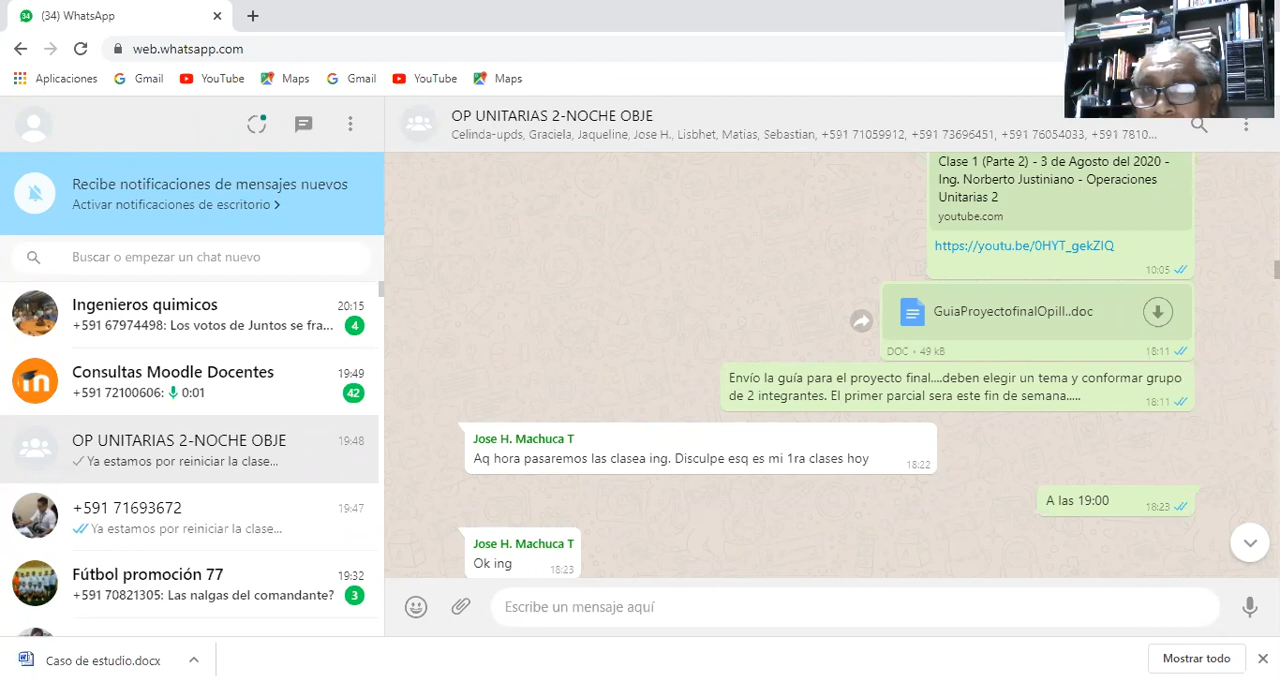 34
(34) WhatsApp
web.whatsapp.com
Aplicaciones
Gmail
YouTube
Maps
Gmail
YouTube
Maps
OP UNITARIAS 2-NOCHE OBJE
Celinda-upds, Graciela, Jaqueline, Jose H., Lisbhet, Matias, Sebastian, +591 71059912, +591 73696451, +591 76054033, +591 7810...
Recibe notificaciones de mensajes nuevos
Activar notificaciones de escritorio
Buscar o empezar un chat nuevo
Ingenieros quimicos
20:15
+591 67974498: Los votos de Juntos se fra...
4
Consultas Moodle Docentes
19:49
+591 72100606: 0:01
42
OP UNITARIAS 2-NOCHE OBJE
19:48
Ya estamos por reiniciar la clase...
+591 71693672
19:47
Ya estamos por reiniciar la clase...
Fútbol promoción 77
19:32
+591 70821305: Las nalgas del comandante?
3
Clase 1 (Parte 2) - 3 de Agosto del 2020 -
Ing. Norberto Justiniano - Operaciones
Unitarias 2
youtube.com
https://youtu.be/0HYT_gekZIQ
10:05
GuiaProyectofinalOpill..doc
DOC • 49 kB
18:11
Envío la guía para el proyecto final....deben elegir un tema y conformar grupo
de 2 integrantes. El primer parcial sera este fin de semana.....
18:11
Jose H. Machuca T
Aq hora pasaremos las clasea ing. Disculpe esq es mi 1ra clases hoy
18:22
A las 19:00
18:23
Jose H. Machuca T
Ok ing
18:23
Escribe un mensaje aquí
Caso de estudio.docx
Mostrar todo